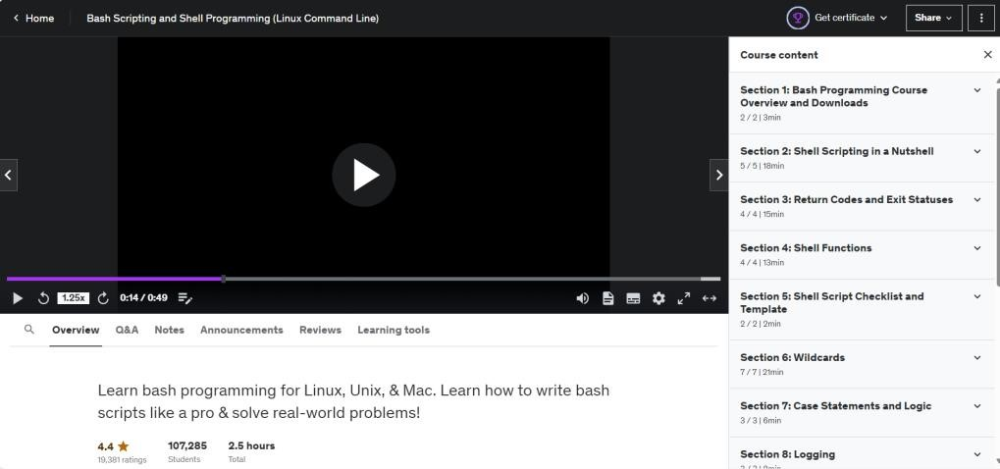 Home
Bash Scripting and Shell Programming (Linux Command Line)
Get certificate
Share
Course content
Section 1: Bash Programming Course
Overview and Downloads
2 / 2 | 3min
Section 2: Shell Scripting in a Nutshell
5 / 5 | 18min
Section 3: Return Codes and Exit Statuses
4 / 4 | 15min
Section 4: Shell Functions
4 / 4 | 13min
Section 5: Shell Script Checklist and
Template
2 / 2 | 2min
Section 6: Wildcards
7 / 7 | 21min
Section 7: Case Statements and Logic
3 / 3 | 6min
Section 8: Logging
1.25x
0:14 / 0:49
Overview
Q&A
Notes
Announcements
Reviews
Learning tools
Learn bash programming for Linux, Unix, & Mac. Learn how to write bash
scripts like a pro & solve real-world problems!
4.4 107,285 2.5 hours
19,381 ratings Students Total